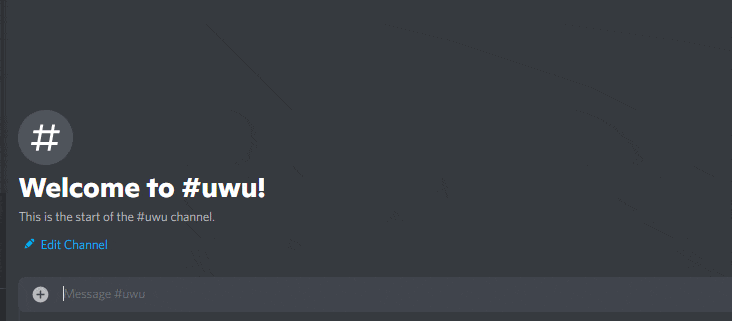 #
Welcome to #uwu!
This is the start of the #uwu channel.
Edit Channel
Message #uwu